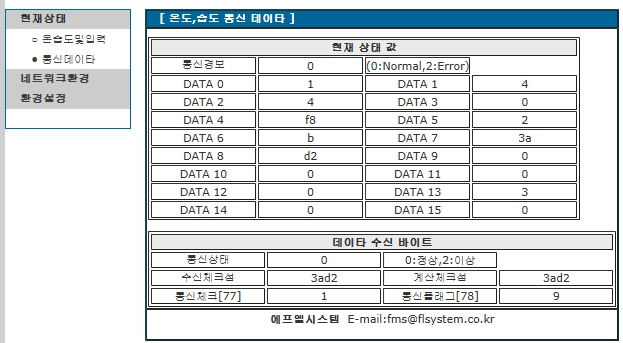 현재상태
○ 온습도및입력
● 통신데이타
네트워크환경
환경설정
[ 온도,습도 통신 데이타 ]
현재 상태 값
통신경보 0 (0:Normal,2:Error)
DATA 0 1 DATA 1 4
DATA 2 4 DATA 3 0
DATA 4 f8 DATA 5 2
DATA 6 b DATA 7 3a
DATA 8 d2 DATA 9 0
DATA 10 0 DATA 11 0
DATA 12 0 DATA 13 3
DATA 14 0 DATA 15 0
데이타 수신 바이트
통신상태 0 0:정상,2:이상
수신체크섬 3ad2 계산체크섬 3ad2
통신체크[77] 1 통신플래그[78] 9
에프엘시스템 E-mail:fms@flsystem.co.kr